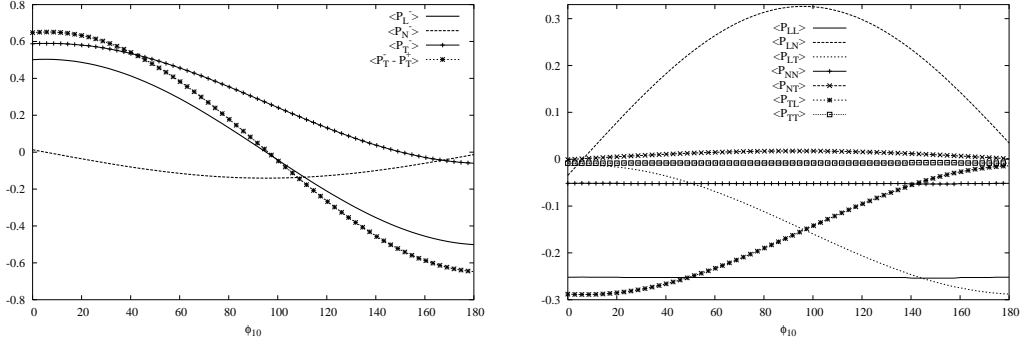 0.8
0.6
0.4
0.2
0
-0.2
-0.4
-0.6
-0.8
0 20 40 60 80 100 120 140 160 180
ϕ10
<PL->
<PN->
<PT->
<PT- - PT+>
0.3
0.2
0.1
0
-0.1
-0.2
-0.3
0 20 40 60 80 100 120 140 160 180
ϕ10
<PLL>
<PLN>
<PLT>
<PNN>
<PNT>
<PTL>
<PTT>